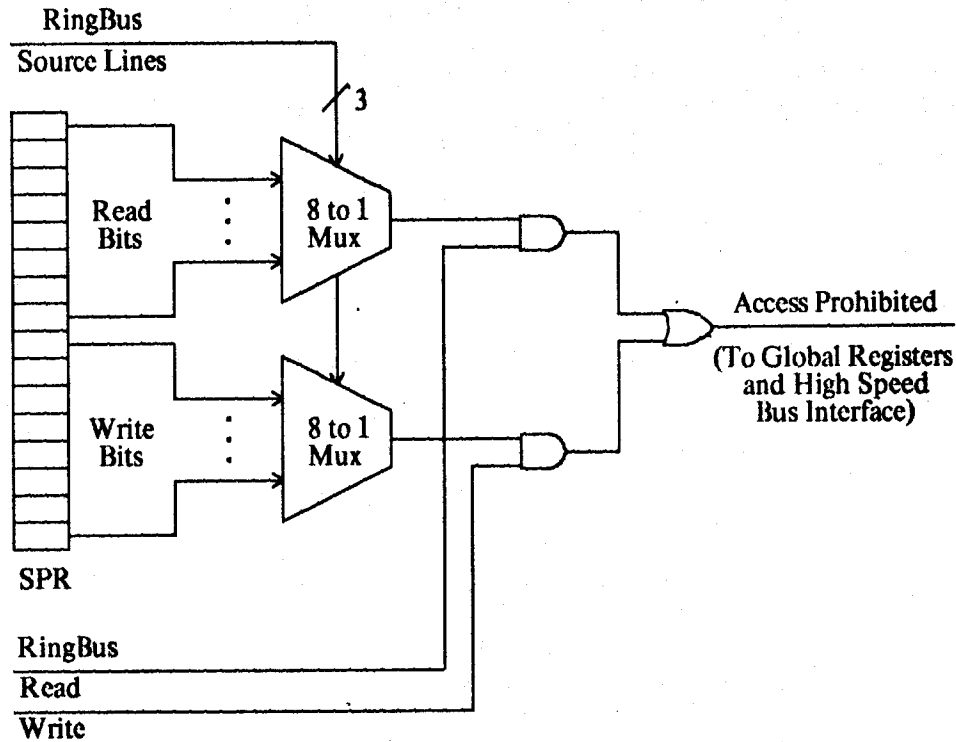 RingBus
Source Lines
3
Read
Bits
8 to 1
Mux
Access Prohibited
(To Global Registers
and High Speed
Bus Interface)
Write
Bits
8 to 1
Mux
SPR
RingBus
Read
Write